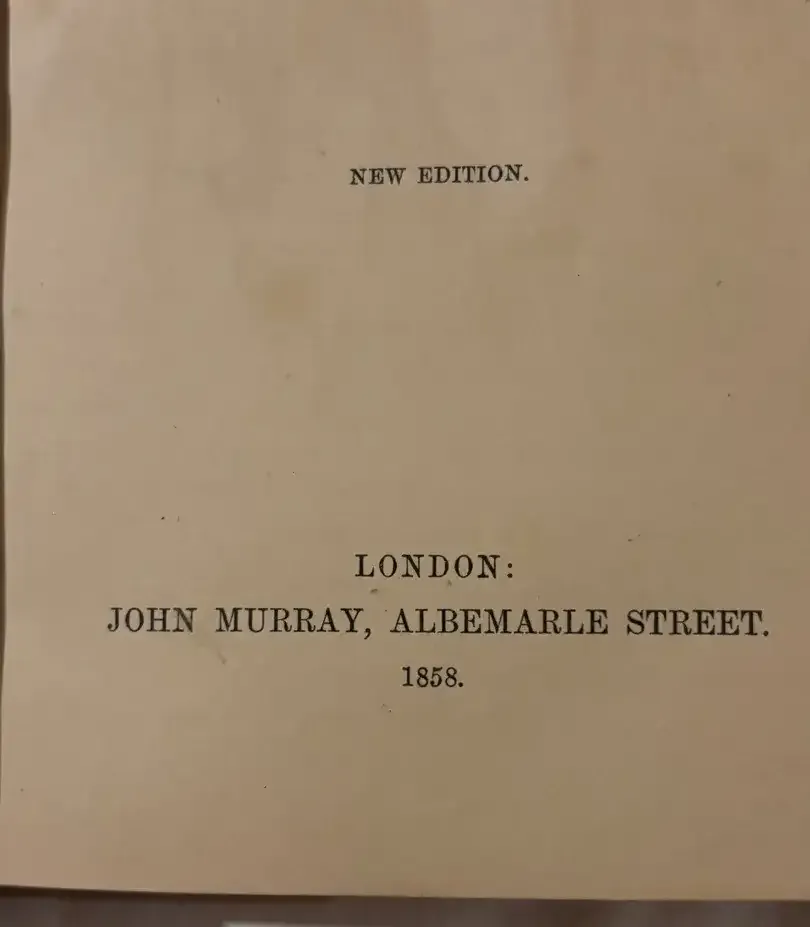 NEW EDITION.
LONDON:
JOHN MURRAY, ALBEMARLE STREET.
1858.